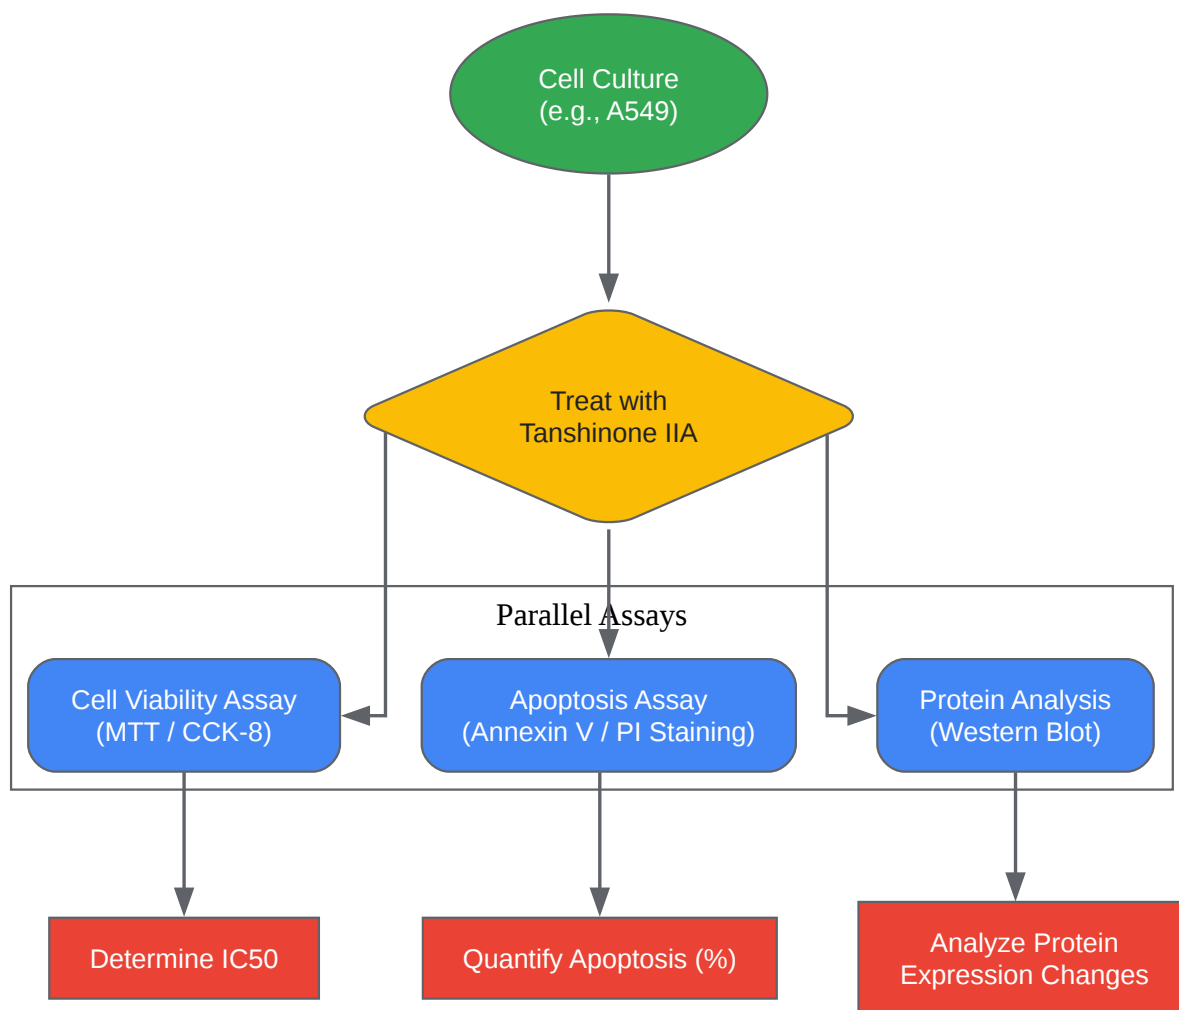 Cell Culture
(e.g., A549)
Treat with
Tanshinone IIA
Parallel Assays
Cell Viability Assay
(MTT / CCK-8)
Apoptosis Assay
(Annexin V / PI Staining)
Protein Analysis
(Western Blot)
Determine IC50
Quantify Apoptosis (%)
Analyze Protein
Expression Changes